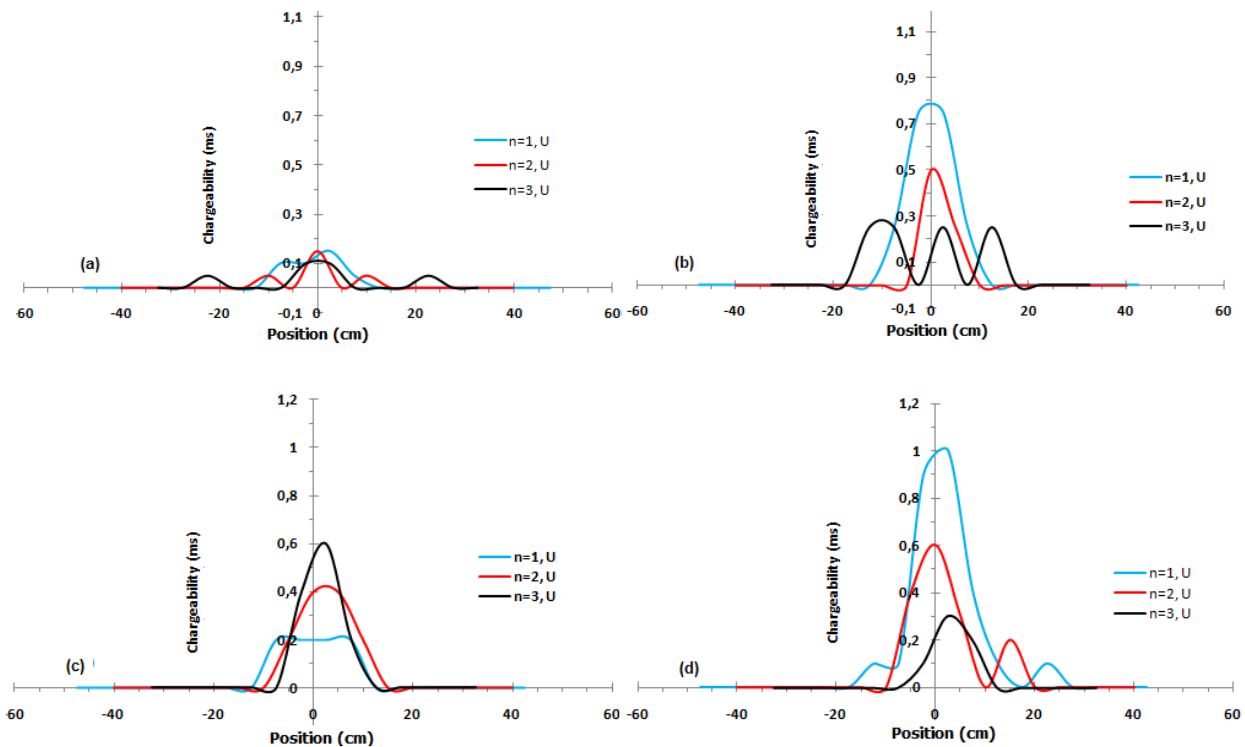 1,1
0,9
0,7
0,5
0,3
0,1
-0,1
Chargeability (ms)
n=1, U
n=2, U
n=3, U
(a)
-60 -40 -20 0 20 40 60
Position (cm)
1,1
0,9
0,7
0,5
0,3
0,1
-0,1
Chargeability (ms)
n=1, U
n=2, U
n=3, U
(b)
-60 -40 -20 0 20 40 60
Position (cm)
1,2
1
0,8
0,6
0,4
0,2
0
Chargeability (ms)
n=1, U
n=2, U
n=3, U
(c)
-60 -40 -20 0 20 40 60
Position (cm)
1,2
1
0,8
0,6
0,4
0,2
0
Chargeability (ms)
n=1, U
n=2, U
n=3, U
(d)
-60 -40 -20 0 20 40 60
Position (cm)